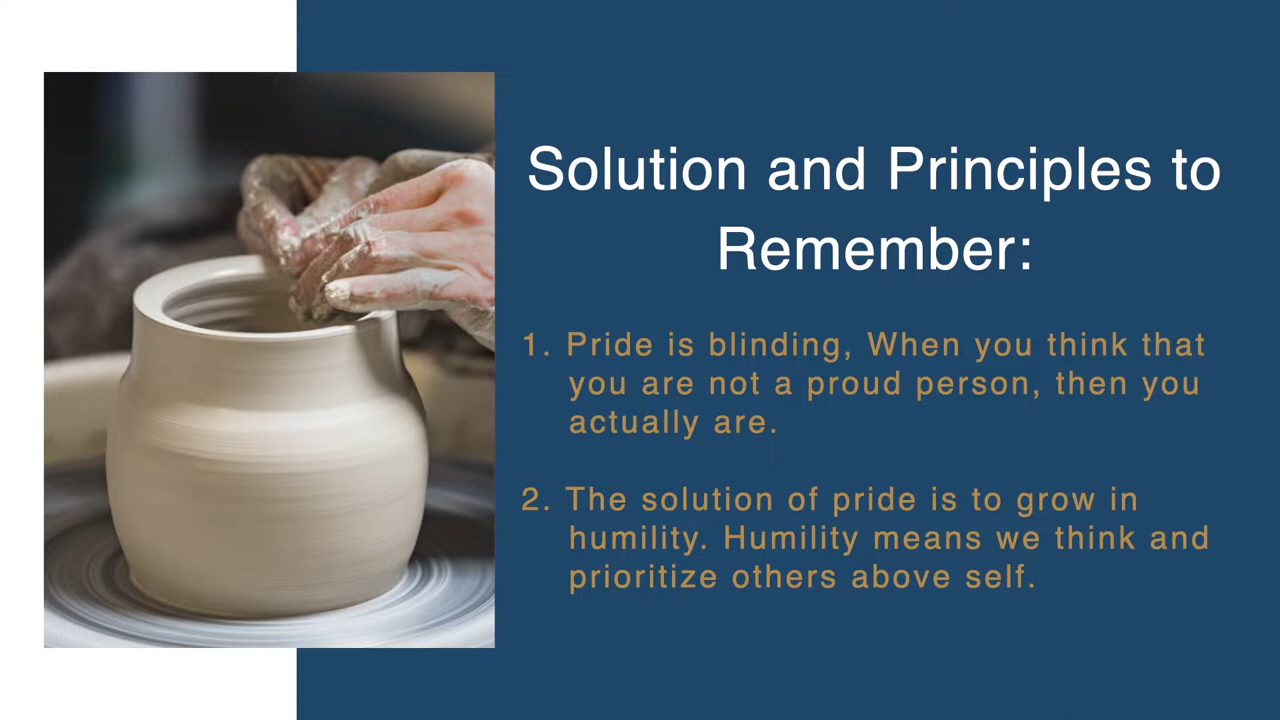 Solution and Principles to
Remember:
1. Pride is blinding, When you think that
you are not a proud person, then you
actually are.
2. The solution of pride is to grow in
humility. Humility means we think and
prioritize others above self.